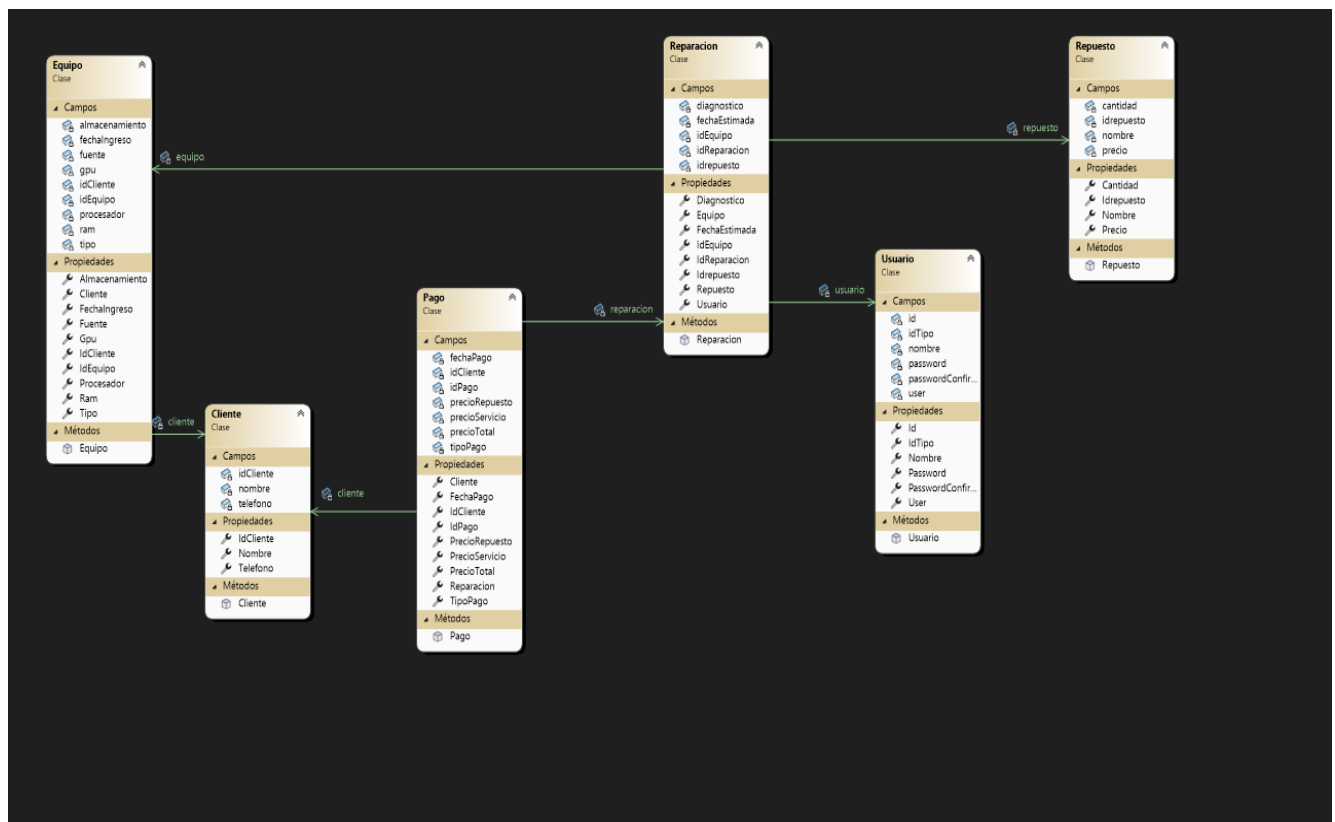 Equipo
Clase
Campos
almacenamiento
fechaIngreso
fuente
gpu
idCliente
idEquipo
procesador
ram
tipo
Propiedades
Almacenamiento
Cliente
FechaIngreso
Fuente
Gpu
IdCliente
IdEquipo
Procesador
Ram
Tipo
Métodos
Equipo
equipo
cliente
Cliente
Clase
Campos
idCliente
nombre
telefono
Propiedades
IdCliente
Nombre
Telefono
Métodos
Cliente
cliente
Pago
Clase
Campos
fechaPago
idCliente
idPago
precioRepuesto
precioServicio
precioTotal
tipoPago
Propiedades
Cliente
FechaPago
IdCliente
IdPago
PrecioRepuesto
PrecioServicio
PrecioTotal
Reparacion
TipoPago
Métodos
Pago
reparacion
Reparacion
Clase
Campos
diagnostico
fechaEstimada
idEquipo
idReparacion
idrepuesto
Propiedades
Diagnostico
Equipo
FechaEstimada
IdEquipo
IdReparacion
Idrepuesto
Repuesto
Usuario
Métodos
Reparacion
usuario
Usuario
Clase
Campos
id
idTipo
nombre
password
passwordConfir...
user
Propiedades
Id
IdTipo
Nombre
Password
PasswordConfir...
User
Métodos
Usuario
repuesto
Repuesto
Clase
Campos
cantidad
idrepuesto
nombre
precio
Propiedades
Cantidad
Idrepuesto
Nombre
Precio
Métodos
Repuesto